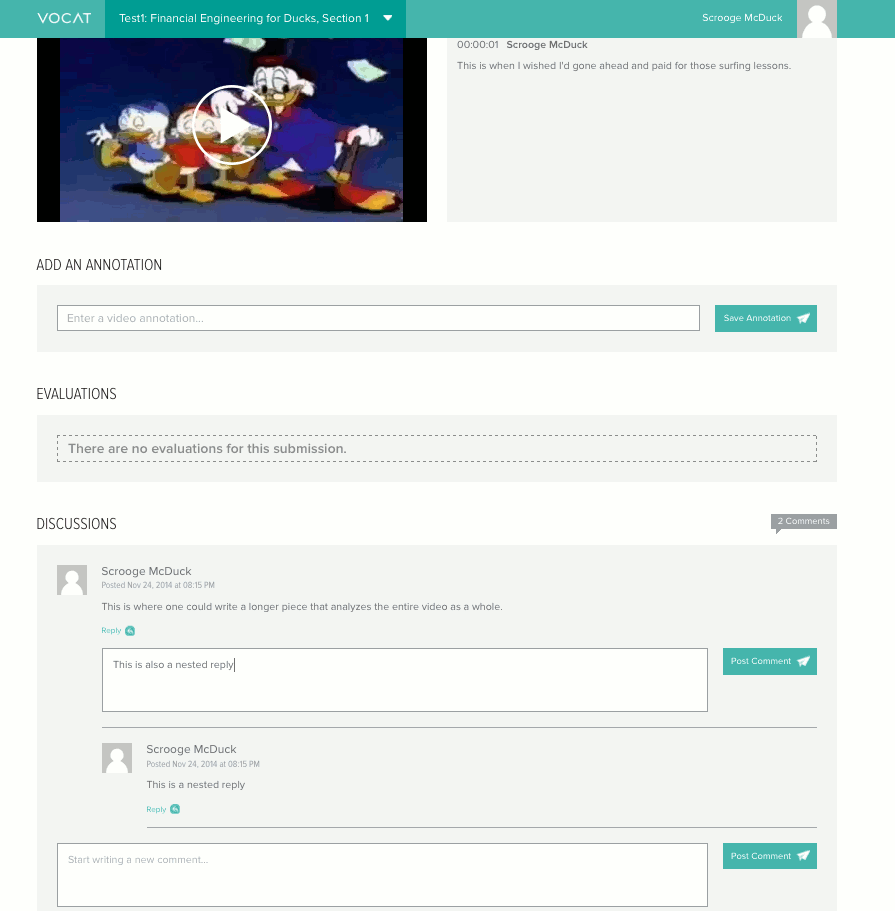 VOCAT
Test1: Financial Engineering for Ducks, Section 1
Scrooge McDuck
00:00:01 Scrooge McDuck
This is when I wished I'd gone ahead and paid for those surfing lessons.
ADD AN ANNOTATION
Enter a video annotation...
Save Annotation
EVALUATIONS
There are no evaluations for this submission.
DISCUSSIONS
2 Comments
Scrooge McDuck
Posted Nov 24, 2014 at 08:15 PM
This is where one could write a longer piece that analyzes the entire video as a whole.
Reply
This is also a nested reply
Post Comment
Scrooge McDuck
Posted Nov 24, 2014 at 08:15 PM
This is a nested reply
Reply
Start writing a new comment...
Post Comment